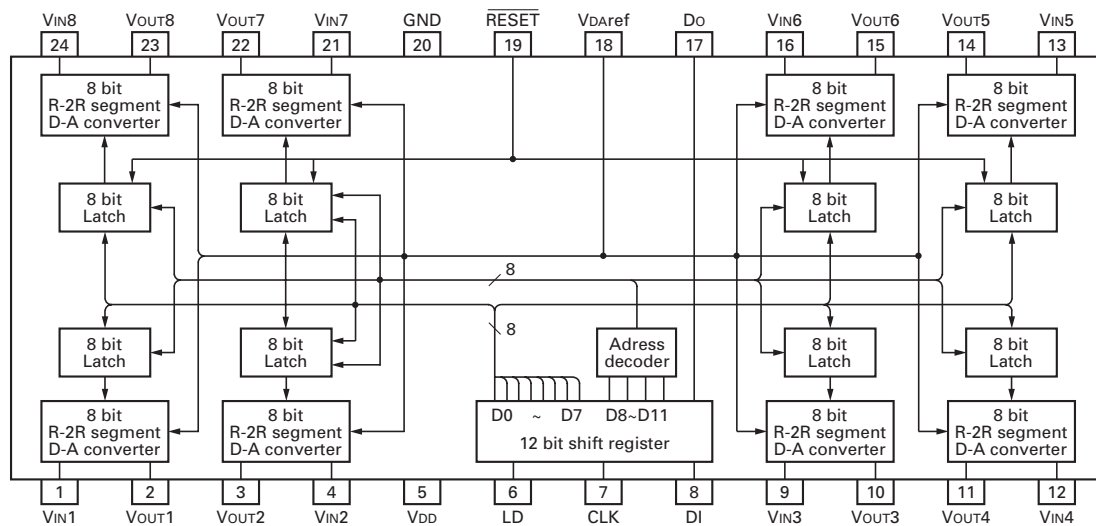 VIN8 VOUT8 VOUT7 VIN7 GND RESET VDAref DO VIN6 VOUT6 VOUT5 VIN5
24 23 22 21 20 19 18 17 16 15 14 13
8 bit
R-2R segment
D-A converter
8 bit
R-2R segment
D-A converter
8 bit
R-2R segment
D-A converter
8 bit
R-2R segment
D-A converter
8 bit
Latch
8 bit
Latch
8 bit
Latch
8 bit
Latch
8
8
8 bit
Latch
8 bit
Latch
Adress
decoder
8 bit
Latch
8 bit
Latch
8 bit
R-2R segment
D-A converter
8 bit
R-2R segment
D-A converter
D0 ~ D7 D8~D11
12 bit shift register
8 bit
R-2R segment
D-A converter
8 bit
R-2R segment
D-A converter
1 2 3 4 5 6 7 8 9 10 11 12
VIN1 VOUT1 VOUT2 VIN2 VDD LD CLK DI VIN3 VOUT3 VOUT4 VIN4